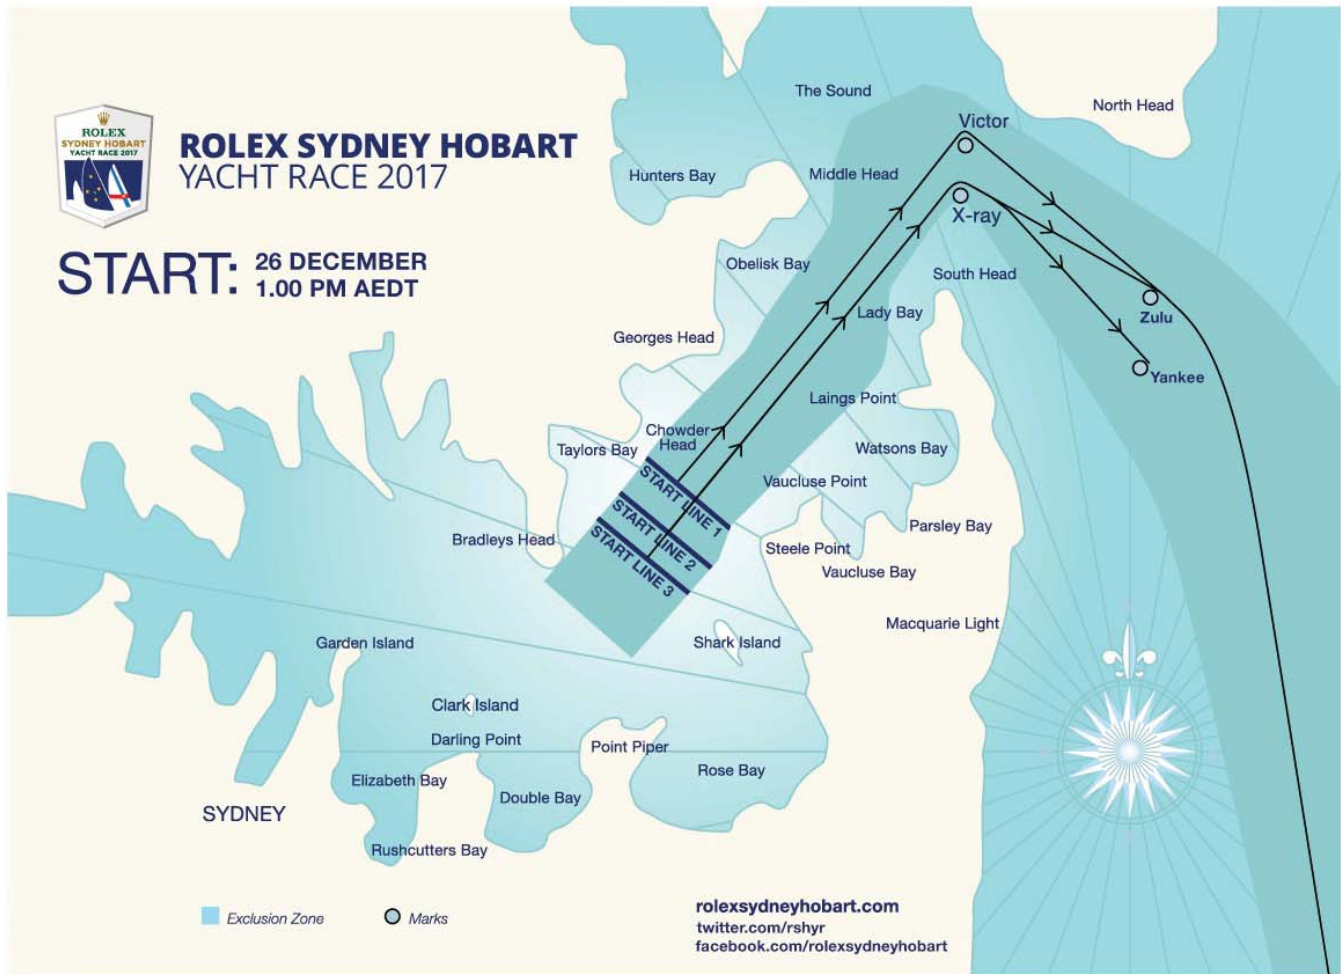 ROLEX
SYDNEY HOBART
YACHT RACE 2017
ROLEX SYDNEY HOBART
YACHT RACE 2017
START:
26 DECEMBER
1.00 PM AEDT
The Sound
North Head
Victor
Hunters Bay
Middle Head
X-ray
Obelisk Bay
South Head
Lady Bay
Zulu
Georges Head
Yankee
Laings Point
Chowder
Head
Taylors Bay
Watsons Bay
START LINE 1
Vaucluse Point
START LINE 2
Parsley Bay
Bradleys Head
START LINE 3
Steele Point
Vaucluse Bay
Macquarie Light
Garden Island
Shark Island
Clark Island
Darling Point
Point Piper
Rose Bay
Elizabeth Bay
Double Bay
SYDNEY
Rushcutters Bay
Exclusion Zone
Marks
rolexsydneyhobart.com
twitter.com/rshyr
facebook.com/rolexsydneyhobart